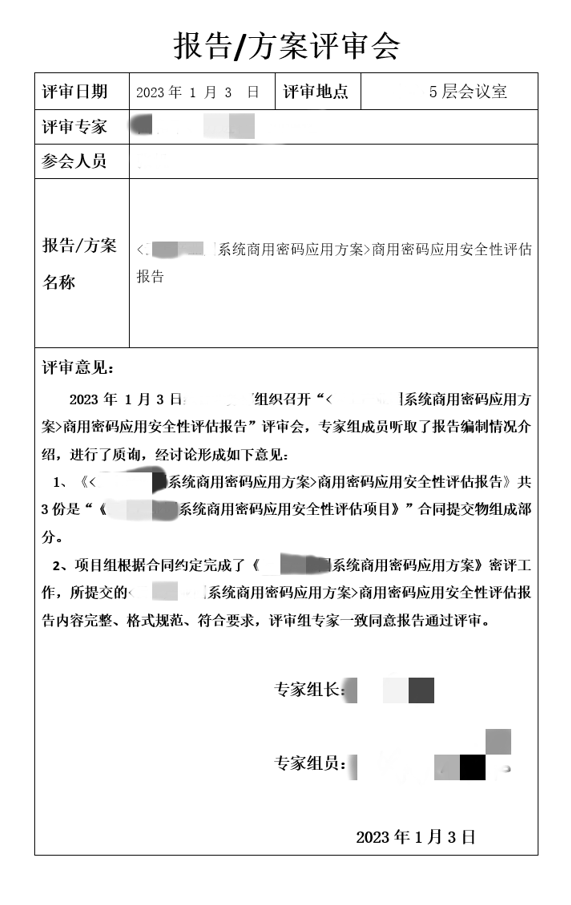 报告/方案评审会
评审日期 2023 年 1 月 3 日 评审地点 5 层会议室
评审专家
参会人员
报告/方案
名称
<系统商用密码应用方案>商用密码应用安全性评估
报告
评审意见：
2023 年 1 月 3 日 组织召开“< 系统商用密码应用方
案>商用密码应用安全性评估报告”评审会，专家组成员听取了报告编制情况介
绍，进行了质询，经讨论形成如下意见：
1、《< 系统商用密码应用方案>商用密码应用安全性评估报告》共
3 份是“《 系统商用密码应用安全性评估项目》”合同提交物组成部
分。
2、项目组根据合同约定完成了《 系统商用密码应用方案》密评工
作，所提交的< 系统商用密码应用方案>商用密码应用安全性评估报
告内容完整、格式规范、符合要求，评审组专家一致同意报告通过评审。
专家组长：
专家组员：
2023 年 1 月 3 日